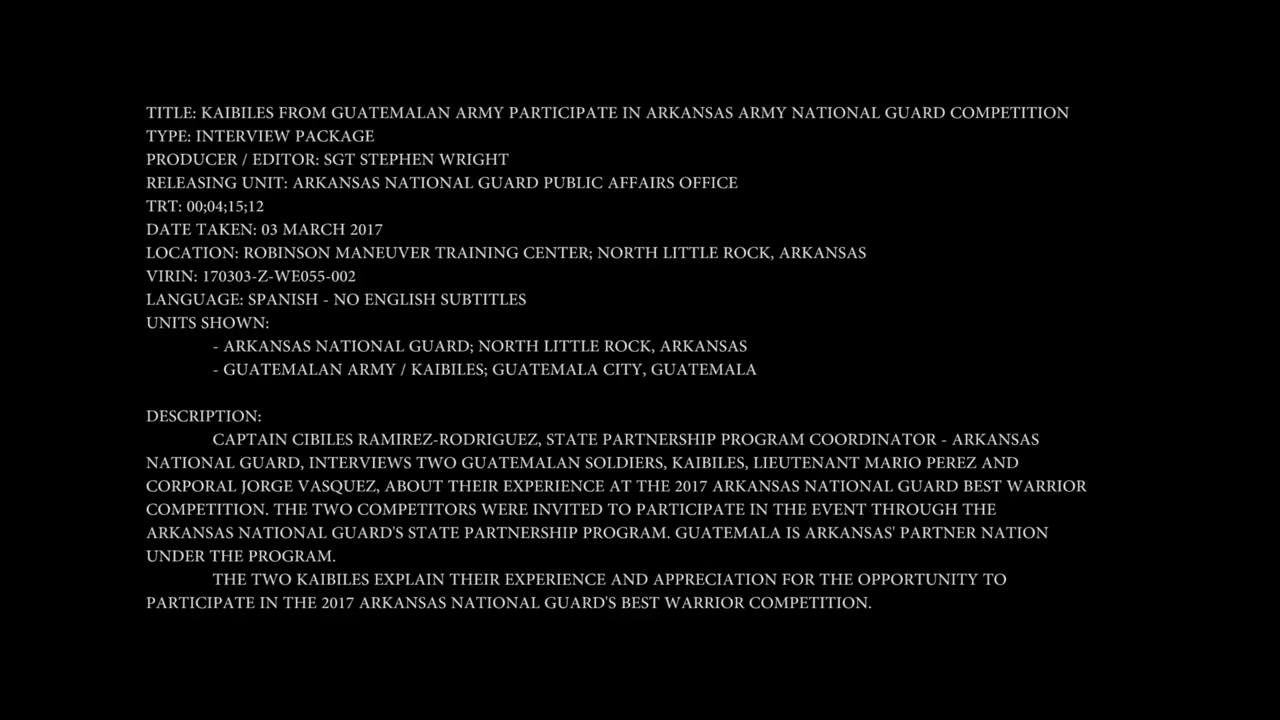 TITLE: KAIBILES FROM GUATEMALAN ARMY PARTICIPATE IN ARKANSAS ARMY NATIONAL GUARD COMPETITION
TYPE: INTERVIEW PACKAGE
PRODUCER / EDITOR: SGT STEPHEN WRIGHT
RELEASING UNIT: ARKANSAS NATIONAL GUARD PUBLIC AFFAIRS OFFICE
TRT: 00;04;15;12
DATE TAKEN: 03 MARCH 2017
LOCATION: ROBINSON MANEUVER TRAINING CENTER; NORTH LITTLE ROCK, ARKANSAS
VIRIN: 170303-Z-WE055-002
LANGUAGE: SPANISH - NO ENGLISH SUBTITLES
UNITS SHOWN:
- ARKANSAS NATIONAL GUARD; NORTH LITTLE ROCK, ARKANSAS
- GUATEMALAN ARMY / KAIBILES; GUATEMALA CITY, GUATEMALA
DESCRIPTION:
CAPTAIN CIBILES RAMIREZ-RODRIGUEZ, STATE PARTNERSHIP PROGRAM COORDINATOR - ARKANSAS
NATIONAL GUARD, INTERVIEWS TWO GUATEMALAN SOLDIERS, KAIBILES, LIEUTENANT MARIO PEREZ AND
CORPORAL JORGE VASQUEZ, ABOUT THEIR EXPERIENCE AT THE 2017 ARKANSAS NATIONAL GUARD BEST WARRIOR
COMPETITION. THE TWO COMPETITORS WERE INVITED TO PARTICIPATE IN THE EVENT THROUGH THE
ARKANSAS NATIONAL GUARD'S STATE PARTNERSHIP PROGRAM. GUATEMALA IS ARKANSAS' PARTNER NATION
UNDER THE PROGRAM.
THE TWO KAIBILES EXPLAIN THEIR EXPERIENCE AND APPRECIATION FOR THE OPPORTUNITY TO
PARTICIPATE IN THE 2017 ARKANSAS NATIONAL GUARD'S BEST WARRIOR COMPETITION.